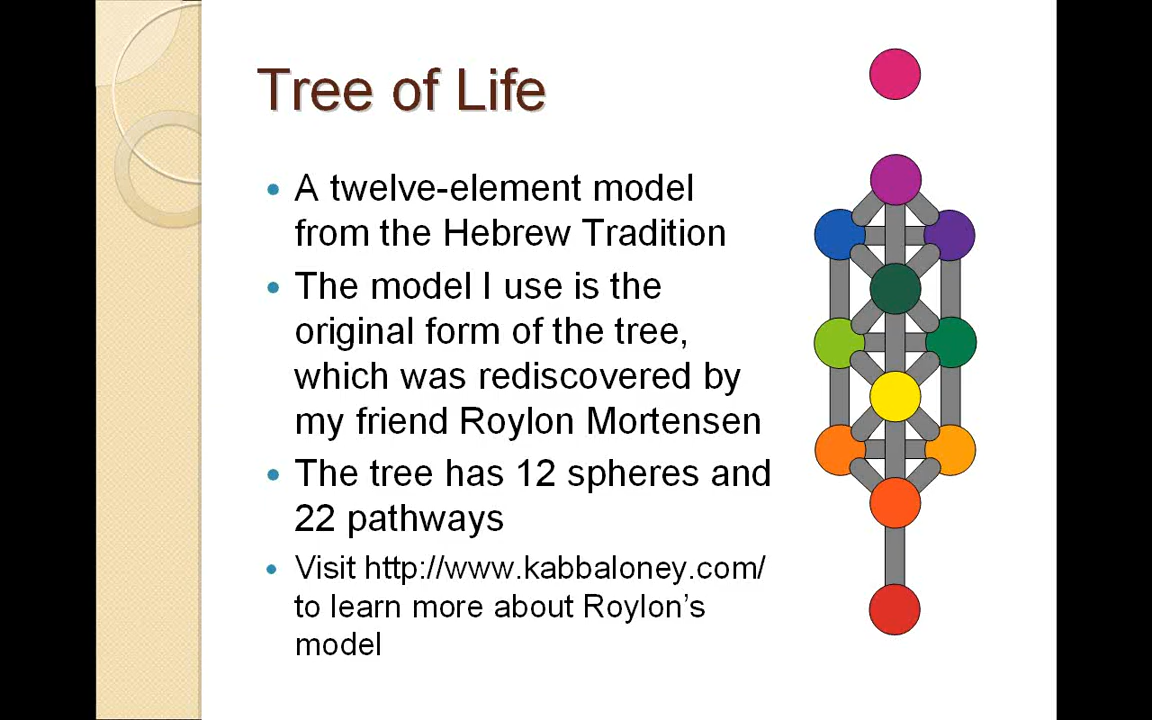 Tree of Life
• A twelve-element model
from the Hebrew Tradition
• The model I use is the
original form of the tree,
which was rediscovered by
my friend Roylon Mortensen
• The tree has 12 spheres and
22 pathways
• Visit http://www.kabbaloney.com/
to learn more about Roylon’s
model